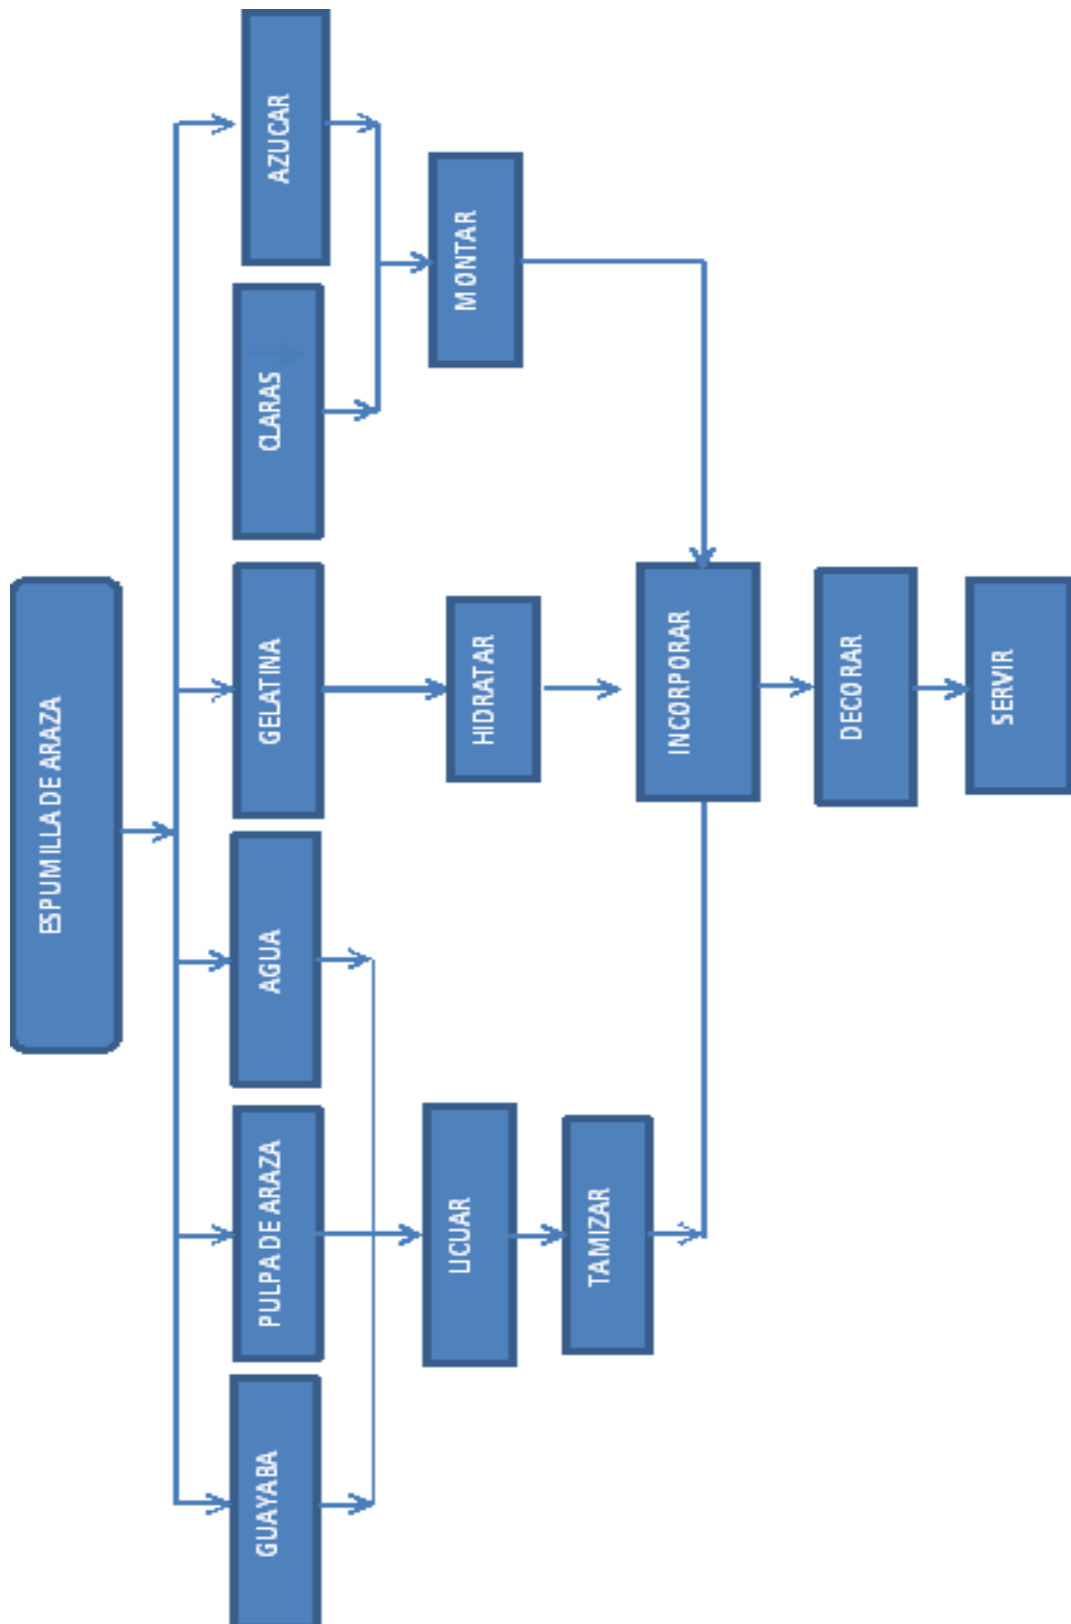 ESPUMILLA DE ARAZA
GUAYABA
PULPA DE ARAZA
AGUA
GELATINA
CLARAS
AZUCAR
LICUAR
HIDRATAR
MONTAR
TAMIZAR
INCORPORAR
DECORAR
SERVIR